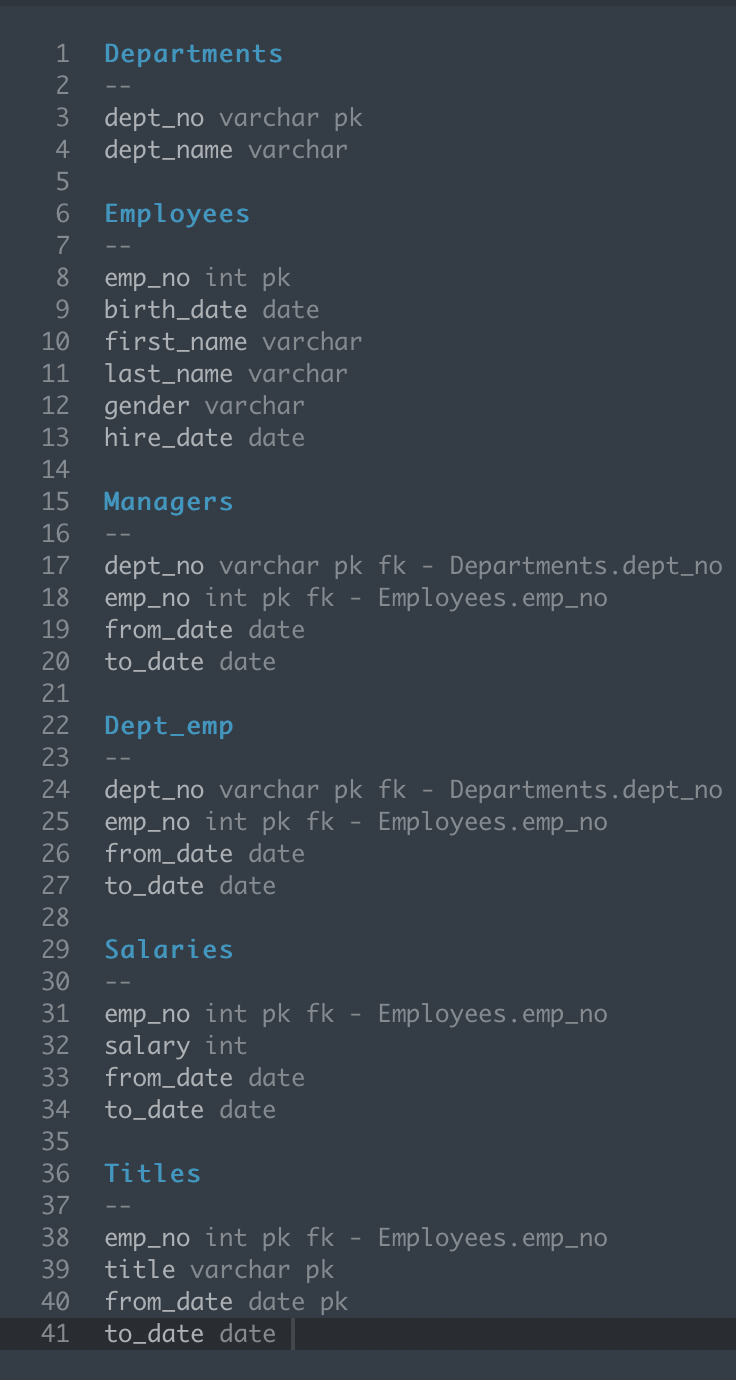 1 Departments
2 --
3 dept_no varchar pk
4 dept_name varchar
5
6 Employees
7 --
8 emp_no int pk
9 birth_date date
10 first_name varchar
11 last_name varchar
12 gender varchar
13 hire_date date
14
15 Managers
16 --
17 dept_no varchar pk fk - Departments.dept_no
18 emp_no int pk fk - Employees.emp_no
19 from_date date
20 to_date date
21
22 Dept_emp
23 --
24 dept_no varchar pk fk - Departments.dept_no
25 emp_no int pk fk - Employees.emp_no
26 from_date date
27 to_date date
28
29 Salaries
30 --
31 emp_no int pk fk - Employees.emp_no
32 salary int
33 from_date date
34 to_date date
35
36 Titles
37 --
38 emp_no int pk fk - Employees.emp_no
39 title varchar pk
40 from_date date pk
41 to_date date